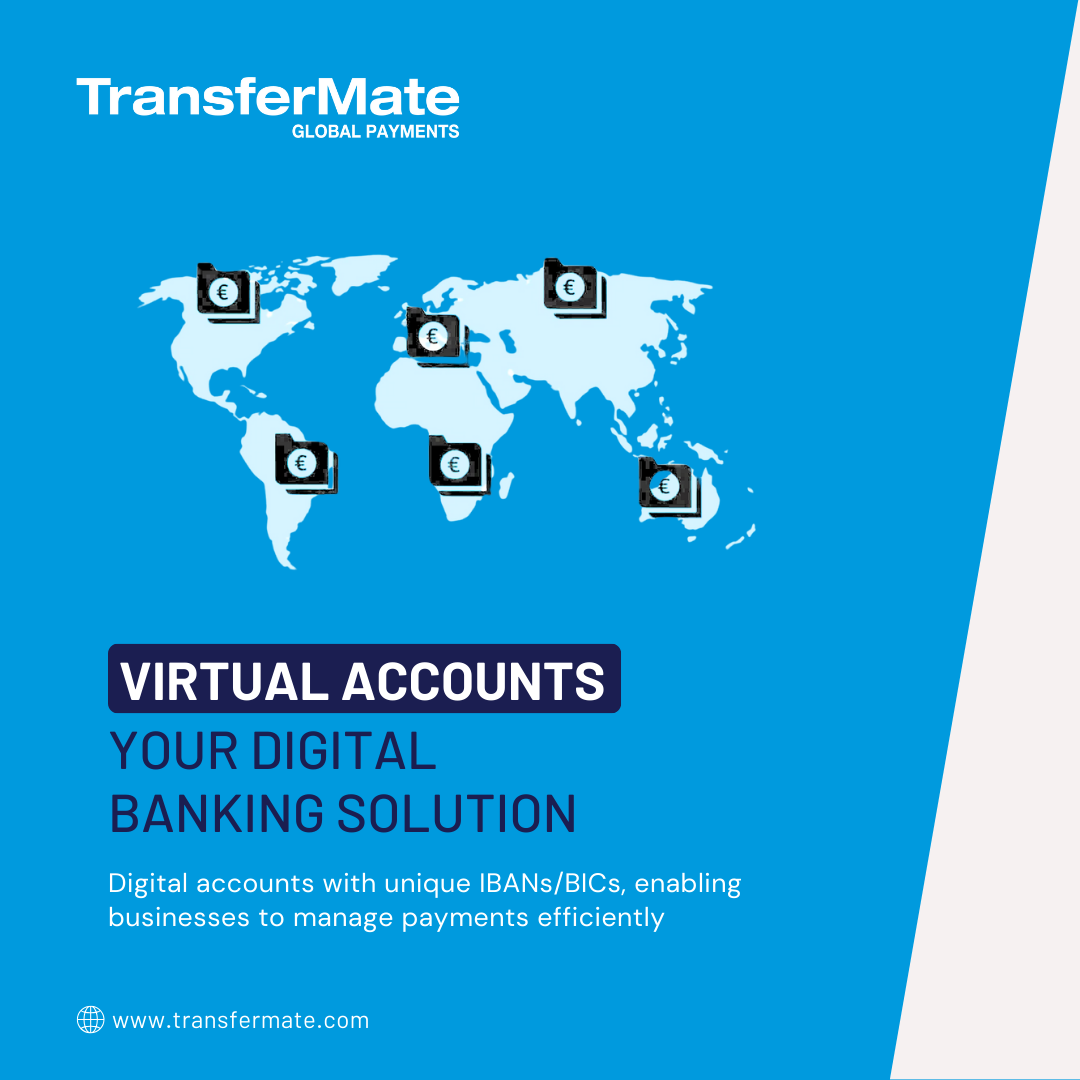 TransferMate
GLOBAL PAYMENTS
€
€
€
€
€
€
VIRTUAL ACCOUNTS
YOUR DIGITAL
BANKING SOLUTION
Digital accounts with unique IBANs/BICs, enabling
businesses to manage payments efficiently
www.transfermate.com